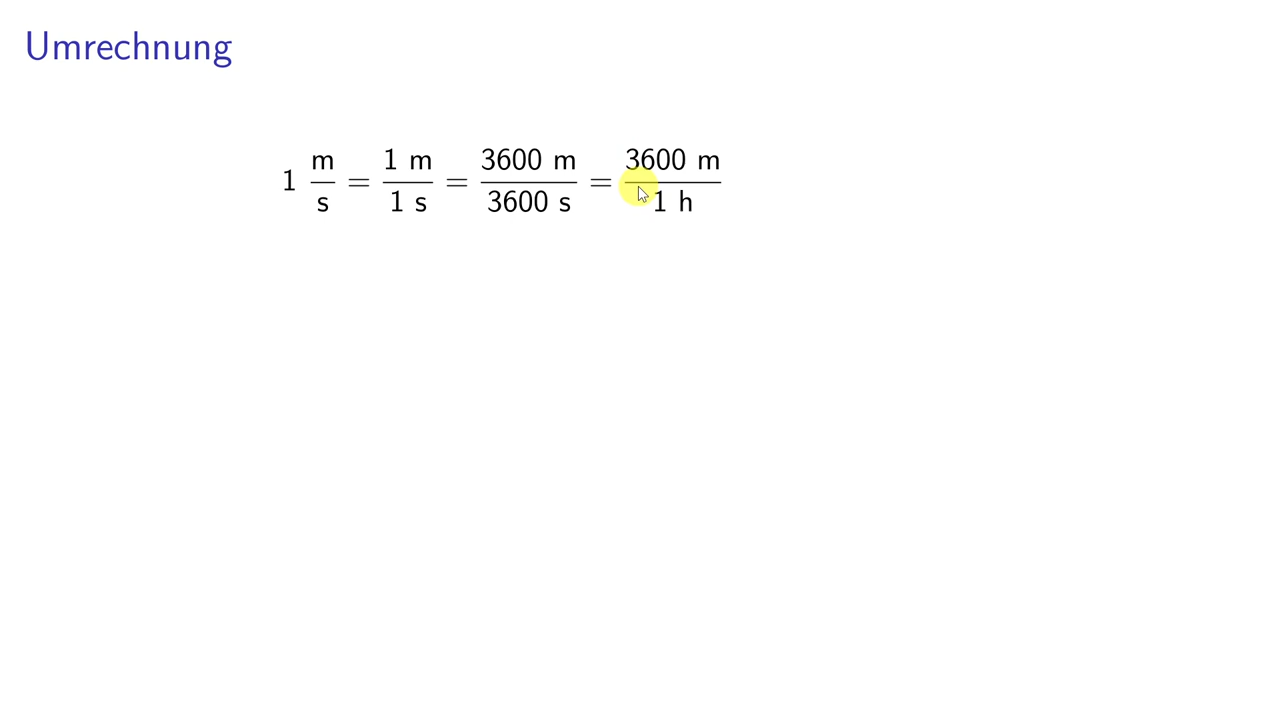 Umrechnung
1 m/s = 1 m/1 s = 3600 m/3600 s = 3600 m/1 h